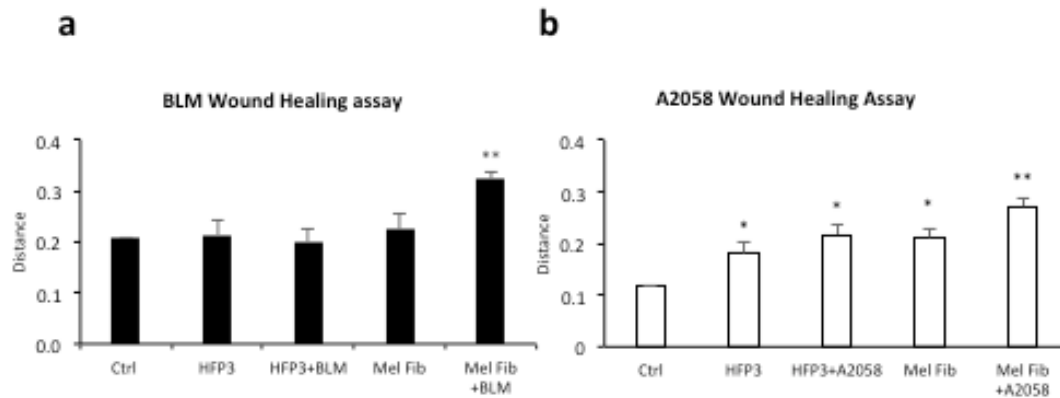 a
b
BLM Wound Healing assay
A2058 Wound Healing Assay
0.4
0.3
0.2
0.1
0.0
Distance
**
Ctrl
HFP3
HFP3+BLM
Mel Fib
Mel Fib
+BLM
0.4
0.3
0.2
0.1
0
Distance
*
*
*
**
Ctrl
HFP3
HFP3+A2058
Mel Fib
Mel Fib
+A2058